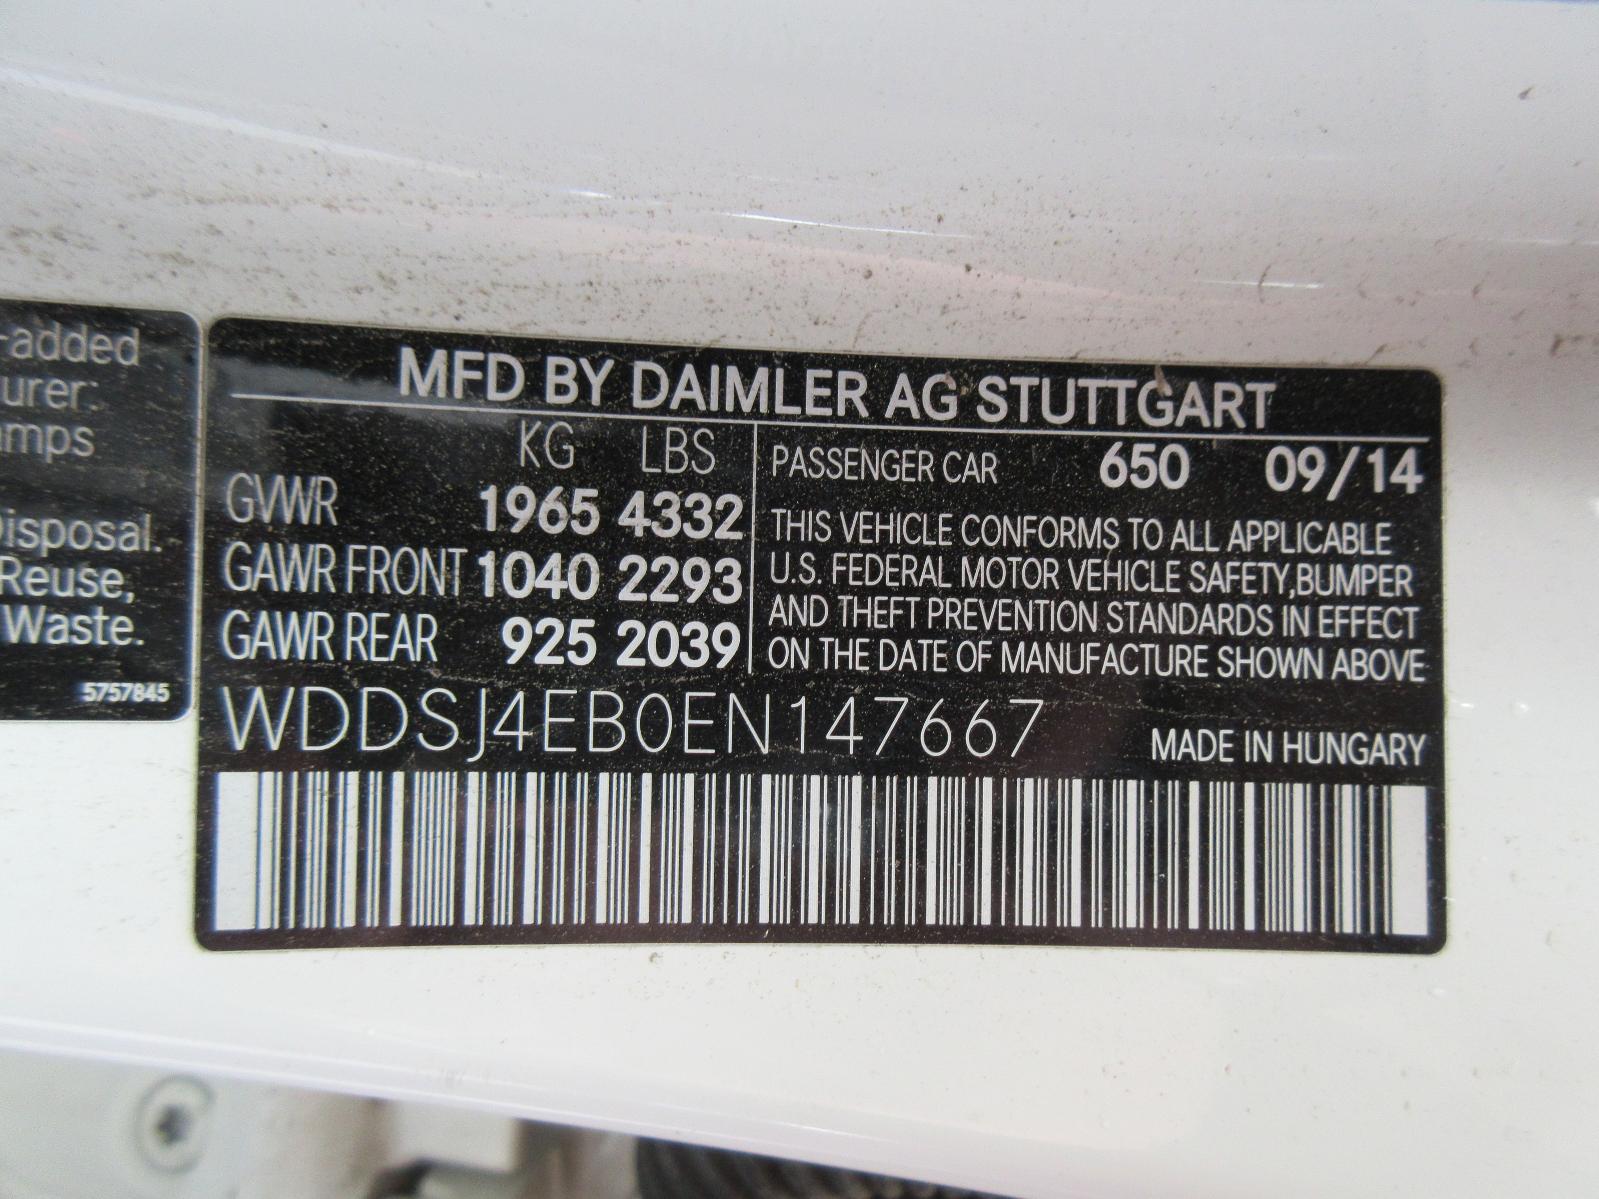 -added
urer:
amps
Disposal.
Reuse,
Waste.
5757845
MFD BY DAIMLER AG STUTTGART
KG LBS
GVWR 1965 4332
GAWR FRONT 1040 2293
GAWR REAR 925 2039
PASSENGER CAR 650 09/14
THIS VEHICLE CONFORMS TO ALL APPLICABLE
U.S. FEDERAL MOTOR VEHICLE SAFETY,BUMPER
AND THEFT PREVENTION STANDARDS IN EFFECT
ON THE DATE OF MANUFACTURE SHOWN ABOVE
WDDSJ4EB0EN147667
MADE IN HUNGARY